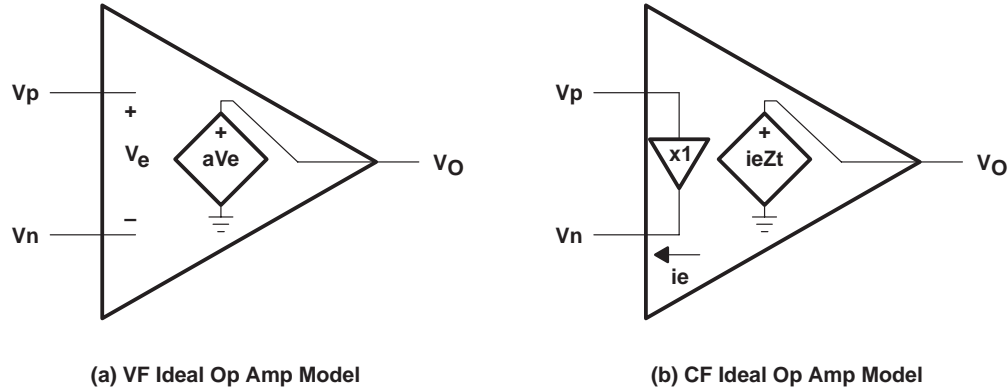 Vp
+
Ve
–
Vn
+
aVe
VO
(a) VF Ideal Op Amp Model
Vp
x1
Vn
ie
+
ieZt
VO
(b) CF Ideal Op Amp Model